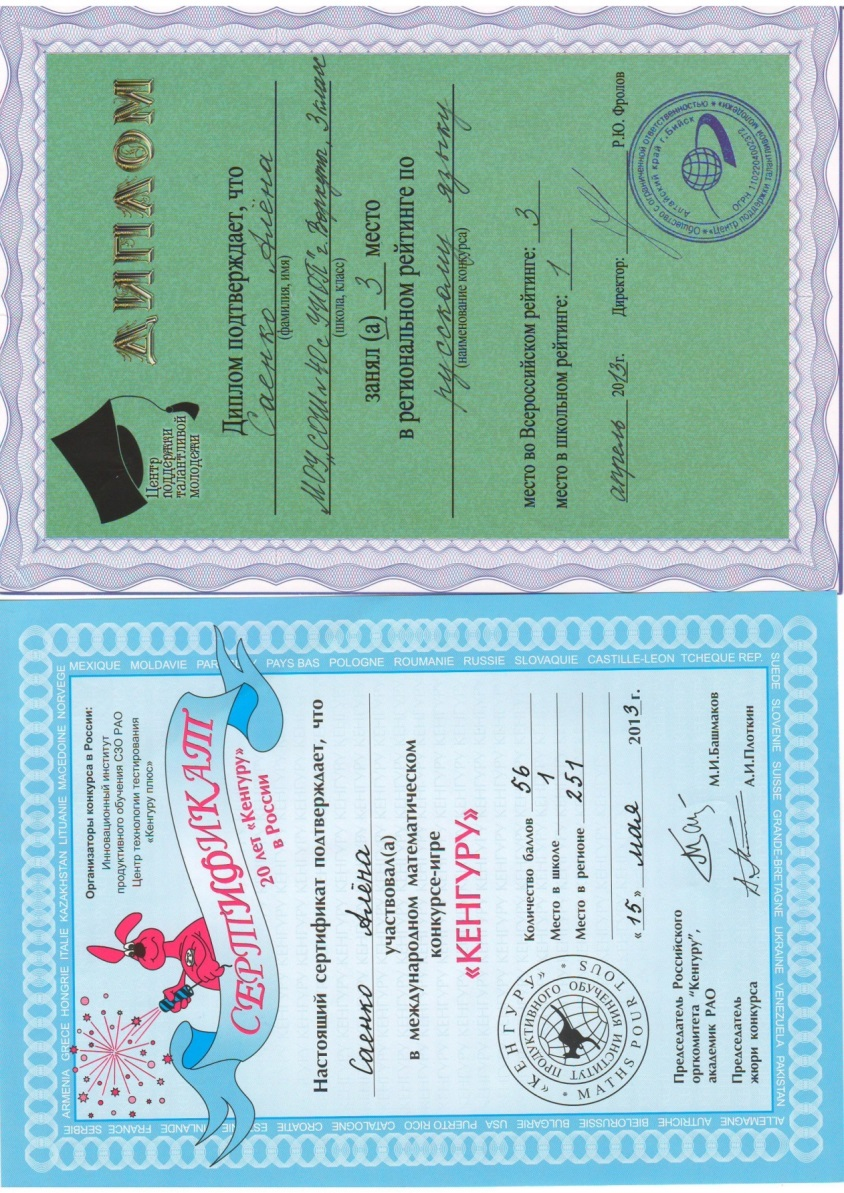 ДИПЛОМ
Центр
поддержки
талантливой
молодежи
Диплом подтверждает, что
Саенко Алёна
(фамилия, имя)
МОУ "СОШ №40 с УИОП" г. Воркута, 3 класс
(школа, класс)
занял (а) 3 место
в региональном рейтинге по
русскому языку
(наименование конкурса)
место во Всероссийском рейтинге: 3
место в школьном рейтинге: 1
апрель 2013г. Директор: Р.Ю. Фролов
Общество с ограниченной ответственностью
«Центр поддержки талантливой молодежи»
Алтайский край г. Бийск
ОГРН 1102204002372
MEXIQUE MOLDAVIE PAYS BAS POLOGNE ROUMANIE RUSSIE SLOVAQUIE CASTILLE-LEON TCHEQUE REP.
ARMENIA GRECE HONGRIE ITALIE KAZAKHSTAN LITUANIE MACEDOINE NORVEGE
SUEDE SLOVENIE SUISSE GRANDE-BRETAGNE UKRAINE VENEZUELA PAKISTAN
ALLEMAGNE AUTRICHE BIELORUSSIE BULGARIE USA PUERTO RICO CATALOGNE CROATIE FINLANDE FRANCE SERBIE
Организаторы конкурса в России:
Инновационный институт
продуктивного обучения СЗО РАО
Центр технологии тестирования
«Кенгуру плюс»
СЕРТИФИКАТ
20 лет «Кенгуру»
в России
Настоящий сертификат подтверждает, что
Саенко Алёна
участвовал(а)
в международном математическом
конкурсе-игре
«КЕНГУРУ»
Количество баллов 56
Место в школе 1
Место в регионе 251
«15» мая 2013 г.
«КЕНГУРУ»
ИНСТИТУТ ПРОДУКТИВНОГО ОБУЧЕНИЯ
MATHS POUR TOUS
Председатель Российского
оргкомитета "Кенгуру",
академик РАО
М.И.Башмаков
Председатель
жюри конкурса
А.И.Плоткин